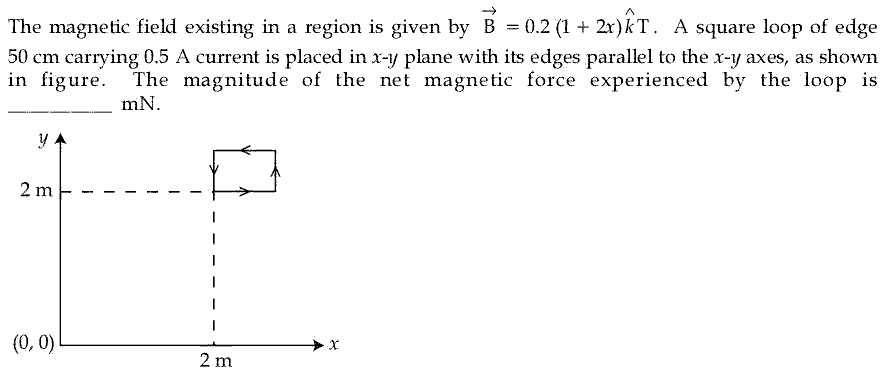 The magnetic field existing in a region is given by $\overrightarrow{B} = 0.2 (1 + 2x)\hat{k}$ T. A square loop of edge
50 cm carrying 0.5 A current is placed in x-y plane with its edges parallel to the x-y axes, as shown
in figure. The magnitude of the net magnetic force experienced by the loop is
__________ mN.
y
2 m
(0, 0)
x
2 m